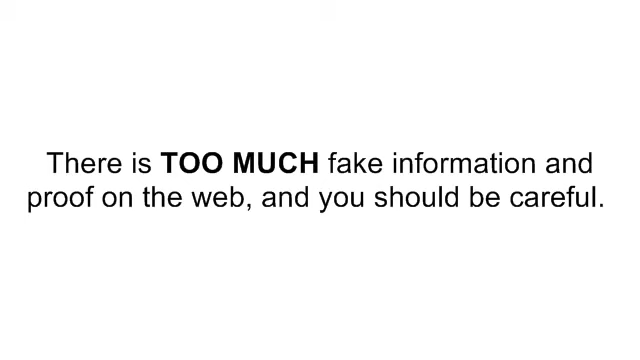 There is TOO MUCH fake information and
proof on the web, and you should be careful.